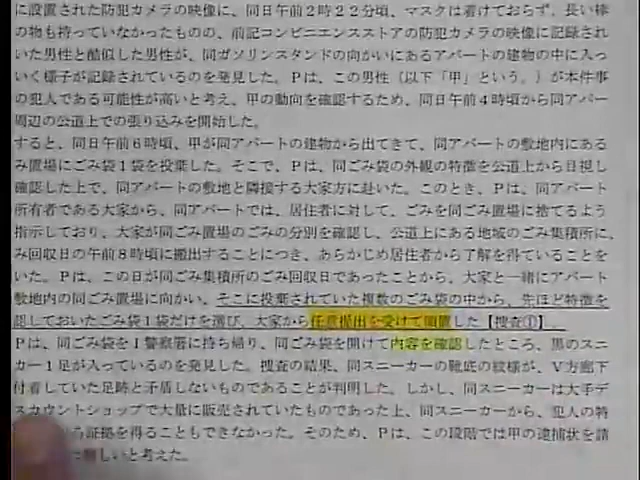 に設置された防犯カメラの映像に、同日午前2時22分頃、マスクは着けておらず、長い棒
の物も持っていなかったものの、前記コンビニエンスストアの防犯カメラの映像に記録され
いた男性と酷似した男性が、同ガソリンスタンドの向かいにあるアパートの建物の中に入っ
いく様子が記録されているのを発見した。Pは、この男性（以下「甲」という。）が本件事
の犯人である可能性が高いと考え、甲の動向を確認するため、同日午前4時頃から同アパー
周辺の公道上での張り込みを開始した。
すると、同日午前6時頃、甲が同アパートの建物から出てきて、同アパートの敷地内にある
み置場にごみ1袋を投棄した。そこで、Pは、同ごみ袋の外観の特徴を公道上から目視し
確認した上で、同アパートの敷地と隣接する大家方に赴いた。このとき、Pは、同アパート
所有者である大家から、同アパートでは、居住者に対して、ごみを同ごみ置場に捨てるよう
指示しており、大家が同ごみ置場のごみの分別を確認し、公道上にある地域のごみ集積所に、
み回収日の午前8時頃に搬出することにつき、あらかじめ居住者から了解を得ていることを
いた。Pは、この日が同ごみ集積所のごみ回収日であったことから、大家と一緒にアパート
敷地内の同ごみ置場に向かい、そこに投棄されていた複数のごみ袋の中から、先ほど特徴を
認しておいたごみ袋1袋だけを選び、大家から任意提出を受けて領置した【捜査①】。
Pは、同ごみ袋をI警察署に持ち帰り、同ごみ袋を開けて内容を確認したところ、黒のスニ
カー1足が入っているのを発見した。捜査の結果、同スニーカーの靴底の紋様が、V方廊下
付着していた足跡と矛盾しないものであることが判明した。しかし、同スニーカーは大手デ
スカウントショップで大量に販売されていたものであった上、同スニーカーから、犯人の特
る証拠を得ることもできなかった。そのため、Pは、この段階では甲の逮捕状を請
難しいと考えた。